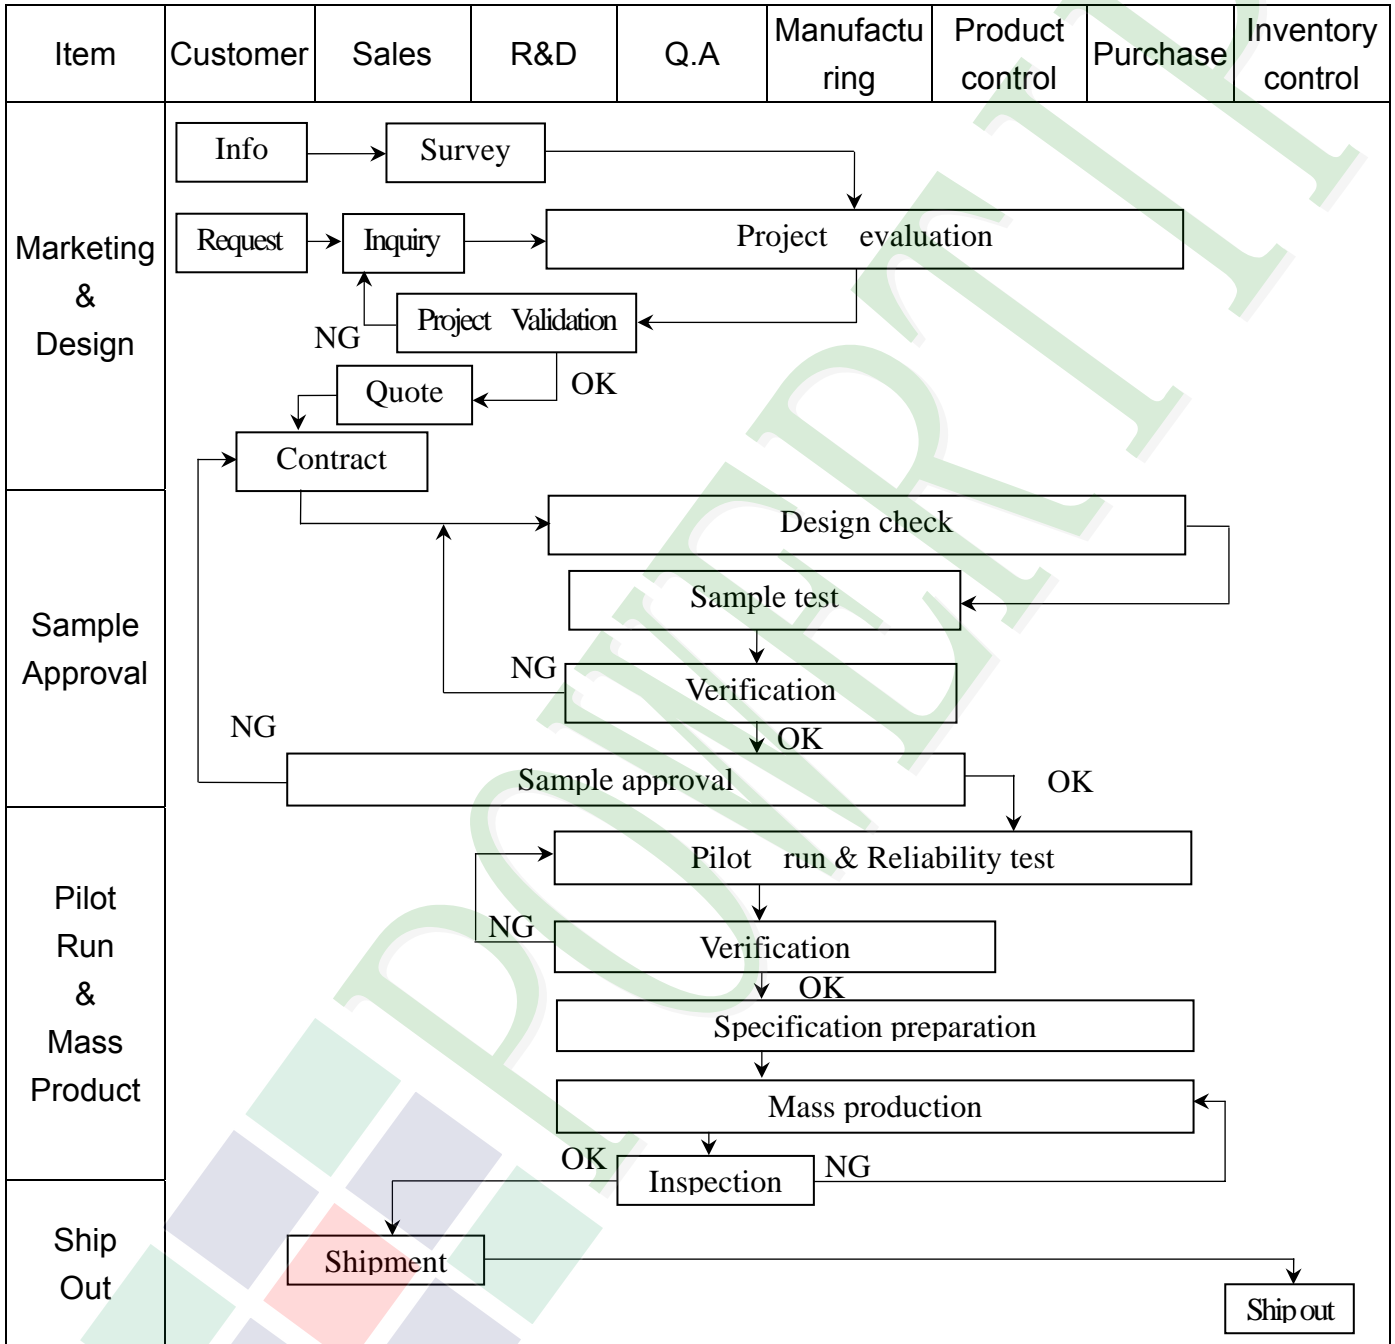 Item
Customer
Sales
R&D
Q.A
Manufactu
ring
Product
control
Purchase
Inventory
control
Marketing
&
Design
Info
Survey
Request
Inquiry
Project evaluation
Project Validation
NG
OK
Quote
Contract
Sample
Approval
Design check
Sample test
NG
Verification
OK
NG
Sample approval
OK
Pilot
Run
&
Mass
Product
Pilot run & Reliability test
NG
Verification
OK
Specification preparation
Mass production
OK
Inspection
NG
Ship
Out
Shipment
Ship out
POWERTIP